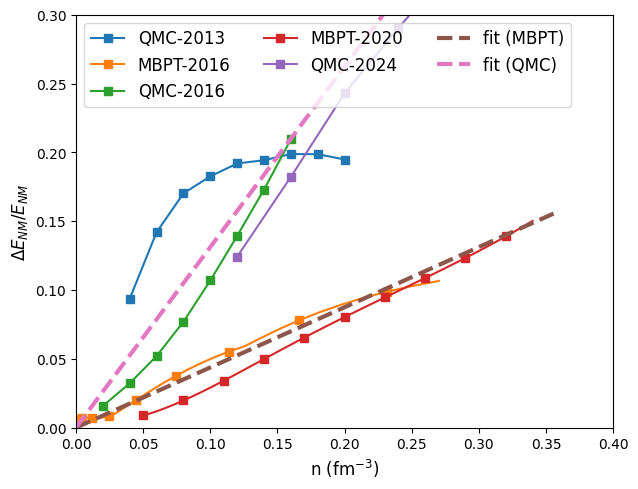 0.30
0.25
0.20
0.15
0.10
0.05
0.00
ΔE_NM/E_NM
QMC-2013
MBPT-2016
QMC-2016
MBPT-2020
QMC-2024
fit (MBPT)
fit (QMC)
0.00 0.05 0.10 0.15 0.20 0.25 0.30 0.35 0.40
n (fm⁻³)